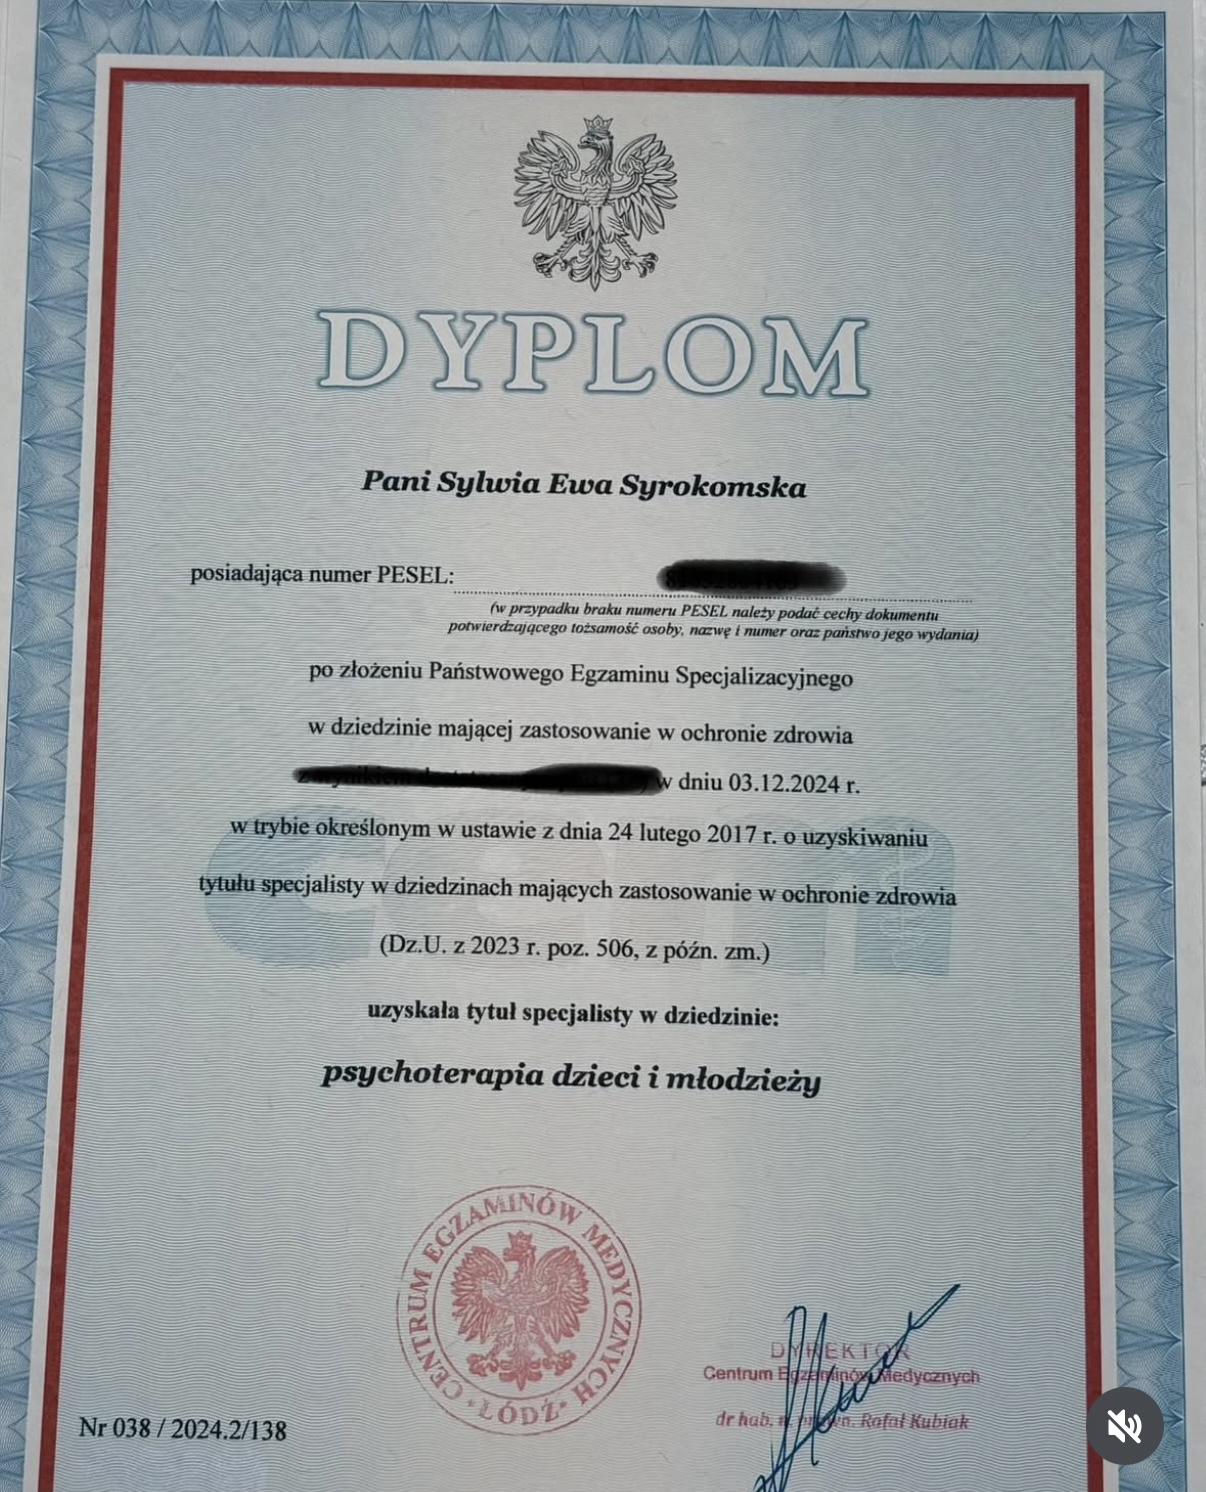 DYPLOM
Pani Sylwia Ewa Syrokomska
posiadająca numer PESEL:
(w przypadku braku numeru PESEL należy podać cechy dokumentu
potwierdzającego tożsamość osoby, nazwę i numer oraz państwo jego wydania)
po złożeniu Państwowego Egzaminu Specjalizacyjnego
w dziedzinie mającej zastosowanie w ochronie zdrowia
w dniu 03.12.2024 r.
w trybie określonym w ustawie z dnia 24 lutego 2017 r. o uzyskiwaniu
tytułu specjalisty w dziedzinach mających zastosowanie w ochronie zdrowia
(Dz.U. z 2023 r. poz. 506, z późn. zm.)
cem
uzyskała tytuł specjalisty w dziedzinie:
psychoterapia dzieci i młodzieży
CENTRUM EGZAMINÓW MEDYCZNYCH
ŁÓDŹ
DYREKTOR
Centrum Egzaminów Medycznych
dr hab. Rafał Kubiak
Nr 038 / 2024.2/138